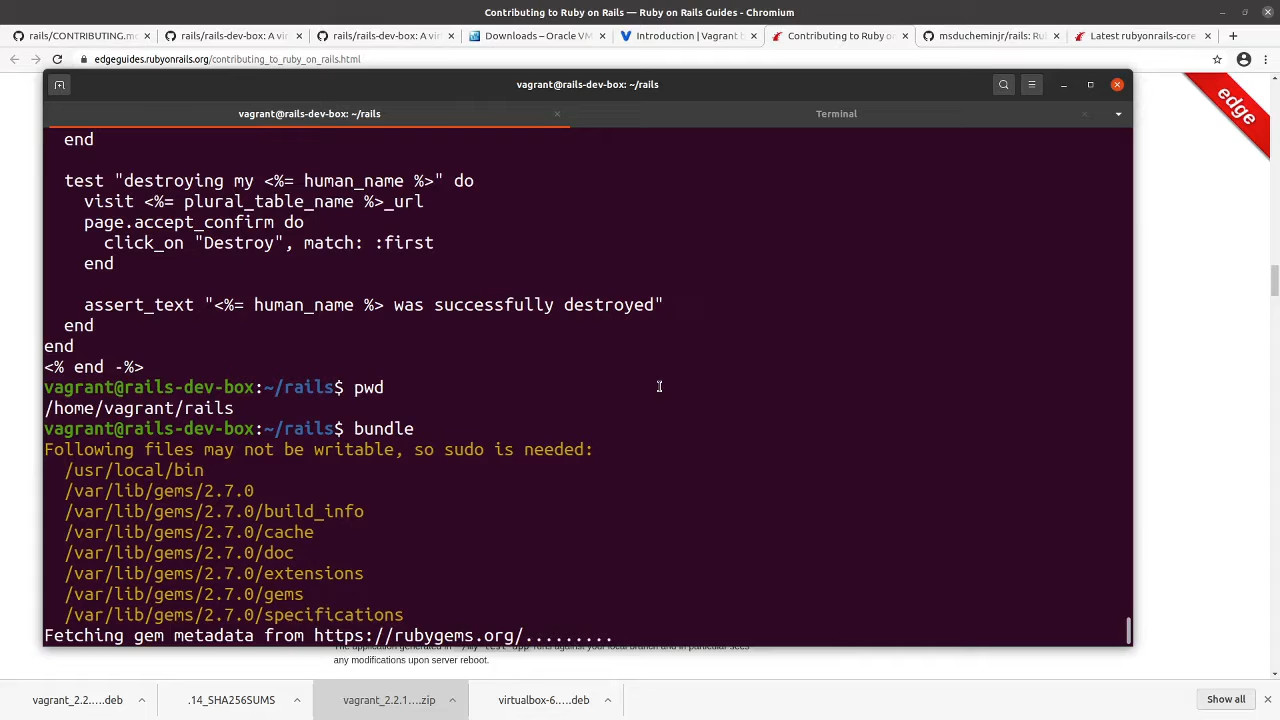 Contributing to Ruby on Rails — Ruby on Rails Guides - Chromium
rails/CONTRIBUTING.mc
rails/rails-dev-box: A vi
rails/rails-dev-box: A vi
Downloads – Oracle VM
Introduction | Vagrant b
Contributing to Ruby o
msducheminjr/rails: Ru
Latest rubyonrails-core
edgeguides.rubyonrails.org/contributing_to_ruby_on_rails.html
edge
vagrant@rails-dev-box: ~/rails
vagrant@rails-dev-box: ~/rails
Terminal
end
test "destroying my <%= human_name %>" do
visit <%= plural_table_name %>_url
page.accept_confirm do
click_on "Destroy", match: :first
end
assert_text "<%= human_name %> was successfully destroyed"
end
end
<% end -%>
vagrant@rails-dev-box:~/rails$ pwd
/home/vagrant/rails
vagrant@rails-dev-box:~/rails$ bundle
Following files may not be writable, so sudo is needed:
/usr/local/bin
/var/lib/gems/2.7.0
/var/lib/gems/2.7.0/build_info
/var/lib/gems/2.7.0/cache
/var/lib/gems/2.7.0/doc
/var/lib/gems/2.7.0/extensions
/var/lib/gems/2.7.0/gems
/var/lib/gems/2.7.0/specifications
Fetching gem metadata from https://rubygems.org/.........
any modifications upon server reboot.
vagrant_2.2.....deb
.14_SHA256SUMS
vagrant_2.2.1....zip
virtualbox-6....deb
Show all